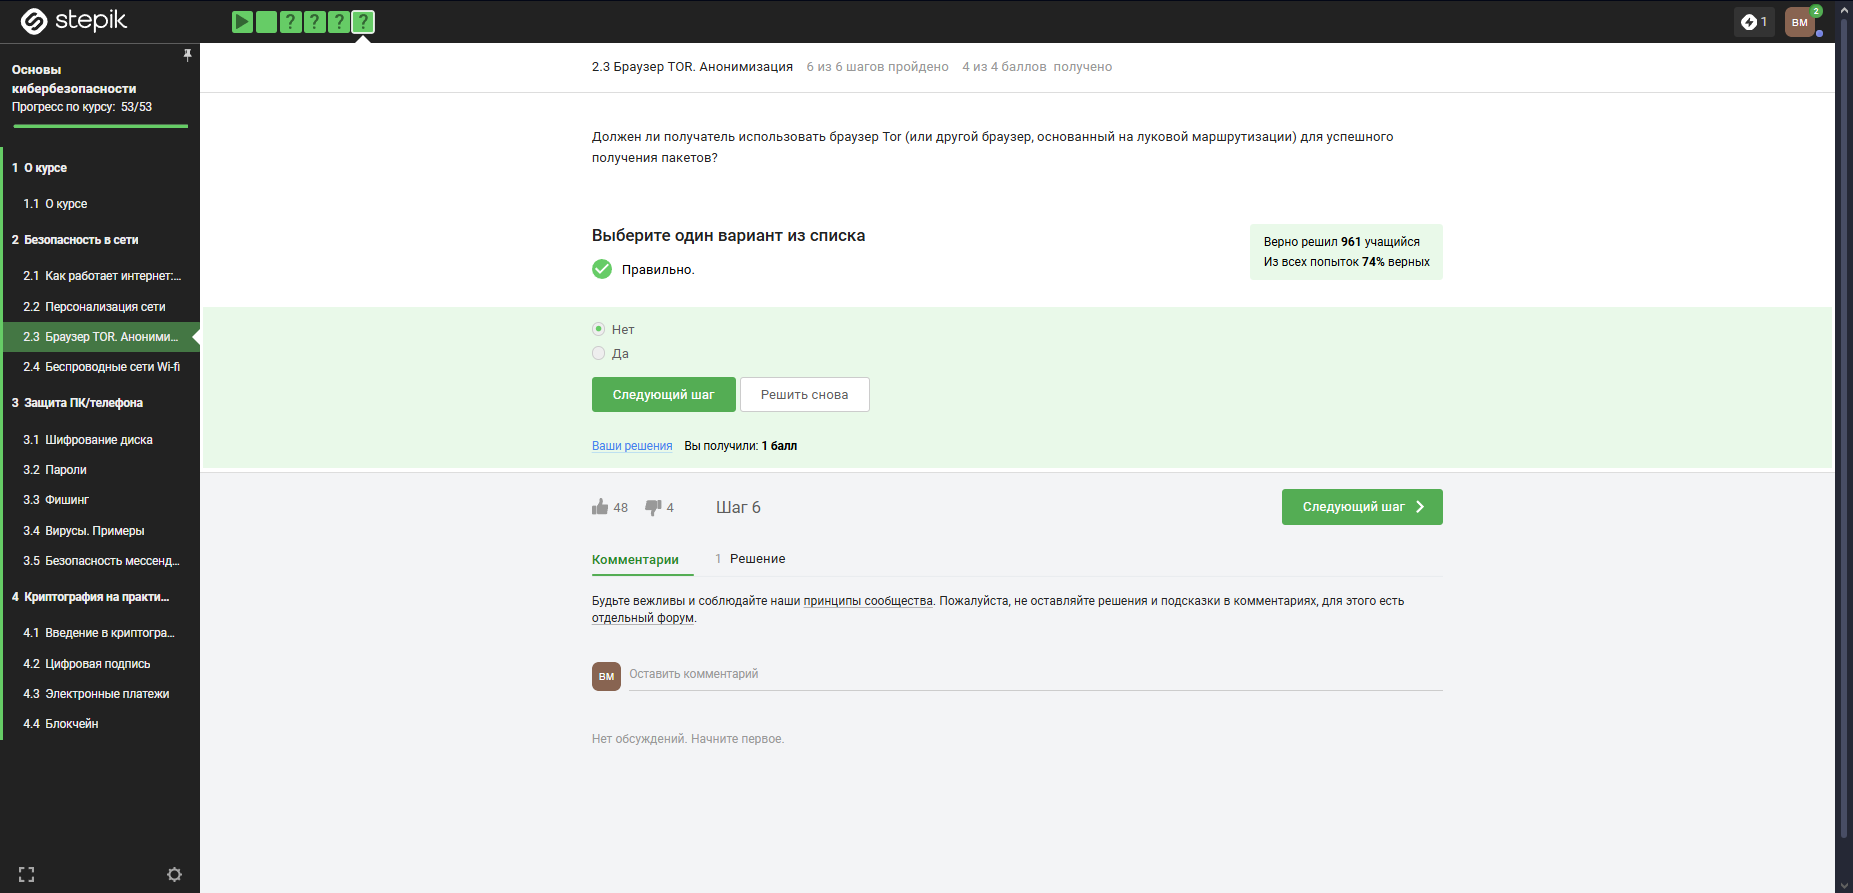 stepik
? ? ? ?
1
ВМ
2
Основы
кибербезопасности
Прогресс по курсу: 53/53
1 О курсе
1.1 О курсе
2 Безопасность в сети
2.1 Как работает интернет:...
2.2 Персонализация сети
2.3 Браузер TOR. Аноними...
2.4 Беспроводные сети Wi-fi
3 Защита ПК/телефона
3.1 Шифрование диска
3.2 Пароли
3.3 Фишинг
3.4 Вирусы. Примеры
3.5 Безопасность мессенд...
4 Криптография на практи...
4.1 Введение в криптогра...
4.2 Цифровая подпись
4.3 Электронные платежи
4.4 Блокчейн
2.3 Браузер TOR. Анонимизация 6 из 6 шагов пройдено 4 из 4 баллов получено
Должен ли получатель использовать браузер Tor (или другой браузер, основанный на луковой маршрутизации) для успешного
получения пакетов?
Выберите один вариант из списка
Правильно.
Верно решил 961 учащийся
Из всех попыток 74% верных
Нет
Да
Следующий шаг Решить снова
Ваши решения Вы получили: 1 балл
48 4 Шаг 6
Следующий шаг
Комментарии 1 Решение
Будьте вежливы и соблюдайте наши принципы сообщества. Пожалуйста, не оставляйте решения и подсказки в комментариях, для этого есть
отдельный форум.
ВМ Оставить комментарий
Нет обсуждений. Начните первое.